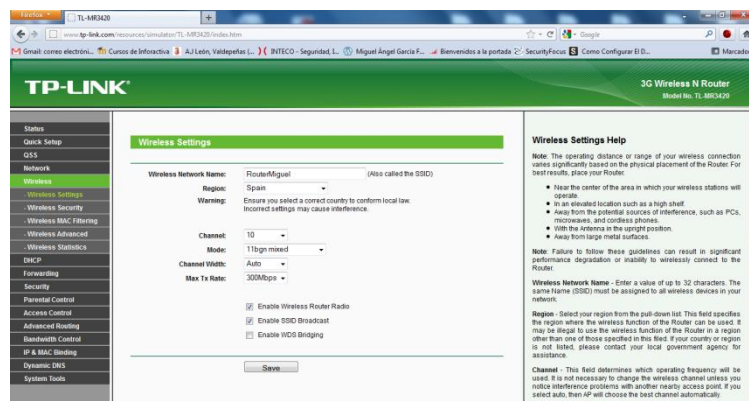 Firefox
TL-MR3420
+
www.tp-link.com/resources/simulator/TL-MR3420/index.htm
Google
Gmail: correo electróni...
Cursos de Inforactiva
AJ León, Valdepeñas (...
INTECO - Seguridad, I...
Miguel Ángel García F...
Bienvenidos a la portada
SecurityFocus
Como Configurar El D...
Marcador
TP-LINK®
3G Wireless N Router
Model No. TL-MR3420
Status
Quick Setup
QSS
Network
Wireless
- Wireless Settings
- Wireless Security
- Wireless MAC Filtering
- Wireless Advanced
- Wireless Statistics
DHCP
Forwarding
Security
Parental Control
Access Control
Advanced Routing
Bandwidth Control
IP & MAC Binding
Dynamic DNS
System Tools
Wireless Settings
Wireless Network Name: RouterMiguel (Also called the SSID)
Region: Spain
Warning: Ensure you select a correct country to conform local law.
Incorrect settings may cause interference.
Channel: 10
Mode: 11bgn mixed
Channel Width: Auto
Max Tx Rate: 300Mbps
Enable Wireless Router Radio
Enable SSID Broadcast
Enable WDS Bridging
Save
Wireless Settings Help
Note: The operating distance or range of your wireless connection
varies significantly based on the physical placement of the Router. For
best results, place your Router.
Near the center of the area in which your wireless stations will
operate.
In an elevated location such as a high shelf.
Away from the potential sources of interference, such as PCs,
microwaves, and cordless phones.
With the Antenna in the upright position.
Away from large metal surfaces.
Note: Failure to follow these guidelines can result in significant
performance degradation or inability to wirelessly connect to the
Router.
Wireless Network Name - Enter a value of up to 32 characters. The
same Name (SSID) must be assigned to all wireless devices in your
network.
Region - Select your region from the pull-down list. This field specifies
the region where the wireless function of the Router can be used. It
may be illegal to use the wireless function of the Router in a region
other than one of those specified in this filed. If your country or region
is not listed, please contact your local government agency for
assistance.
Channel - This field determines which operating frequency will be
used. It is not necessary to change the wireless channel unless you
notice interference problems with another nearby access point. If you
select auto, then AP will choose the best channel automatically.